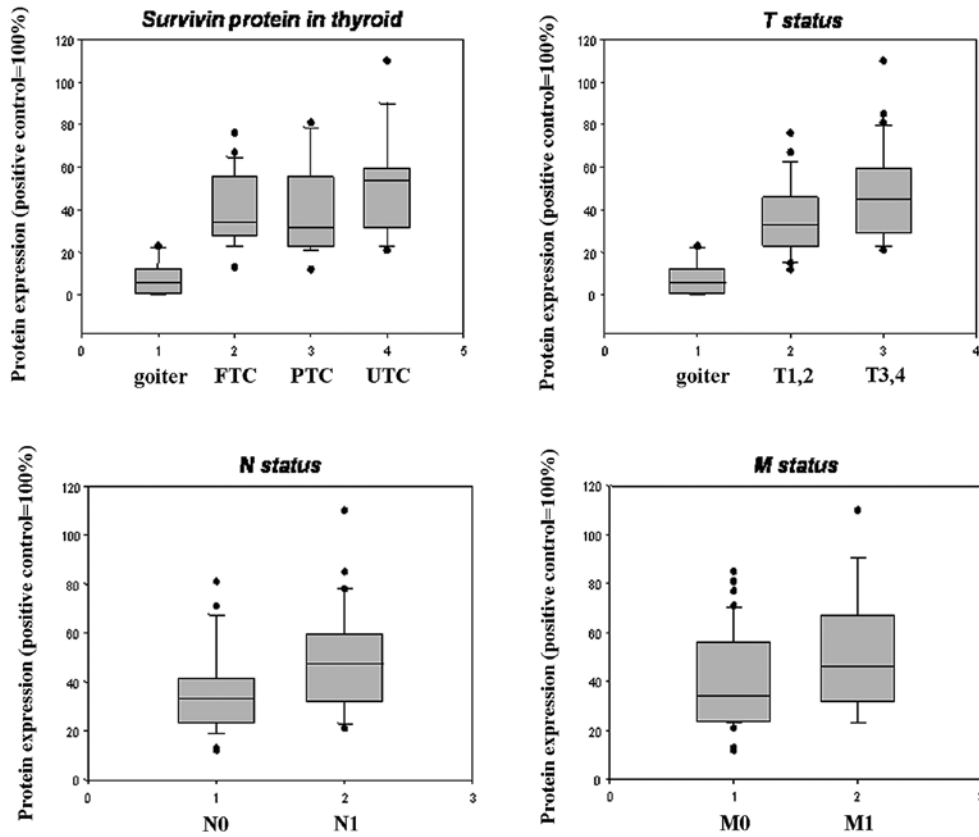 Survivin protein in thyroid
Protein expression (positive control=100%)
120
100
80
60
40
20
0
0 1 2 3 4 5
goiter FTC PTC UTC
T status
Protein expression (positive control=100%)
120
100
80
60
40
20
0
0 1 2 3 4
goiter T1,2 T3,4
N status
Protein expression (positive control=100%)
120
100
80
60
40
20
0
0 1 2 3
N0 N1
M status
Protein expression (positive control=100%)
120
100
80
60
40
20
0
0 1 2 3
M0 M1